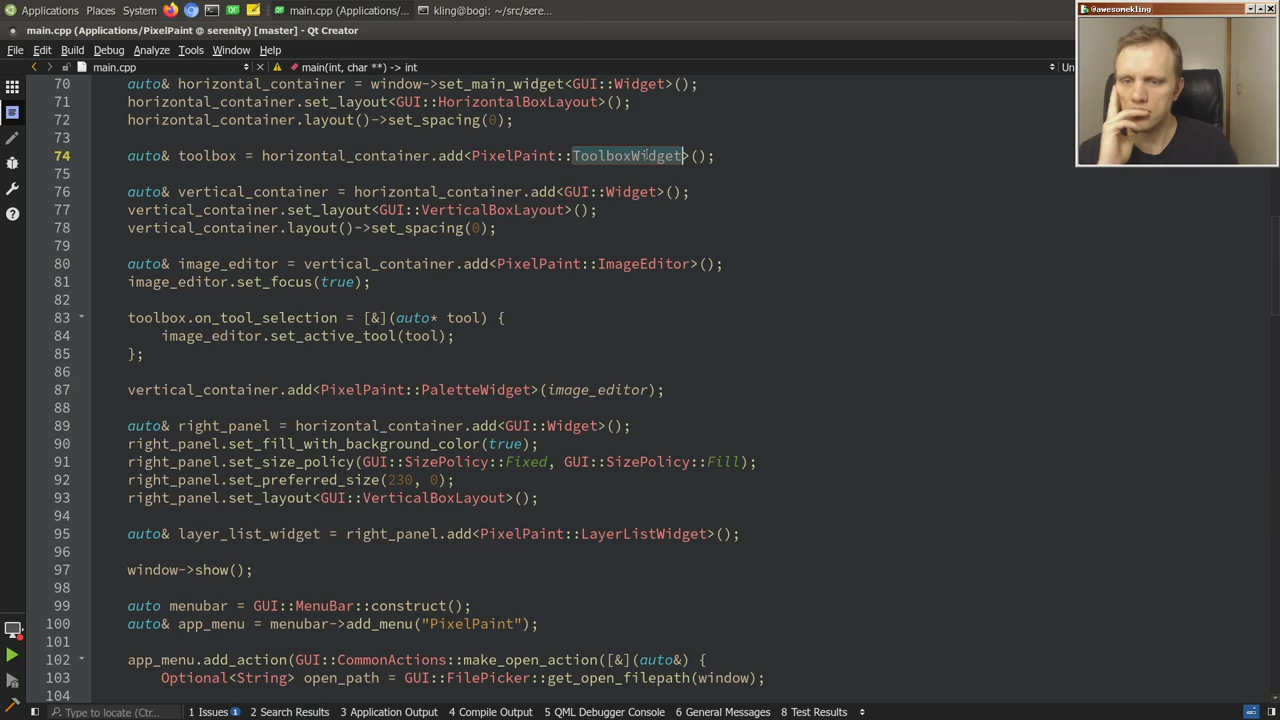 Applications Places System main.cpp (Applications/... kling@bogi: ~/src/sere...
@awesomekling
main.cpp (Applications/PixelPaint @ serenity) [master] - Qt Creator
File Edit Build Debug Analyze Tools Window Help
main.cpp main(int, char **) -> int
70 auto& horizontal_container = window->set_main_widget<GUI::Widget>();
71 horizontal_container.set_layout<GUI::HorizontalBoxLayout>();
72 horizontal_container.layout()->set_spacing(0);
73
74 auto& toolbox = horizontal_container.add<PixelPaint::ToolboxWidget>();
75
76 auto& vertical_container = horizontal_container.add<GUI::Widget>();
77 vertical_container.set_layout<GUI::VerticalBoxLayout>();
78 vertical_container.layout()->set_spacing(0);
79
80 auto& image_editor = vertical_container.add<PixelPaint::ImageEditor>();
81 image_editor.set_focus(true);
82
83 toolbox.on_tool_selection = [&](auto* tool) {
84 image_editor.set_active_tool(tool);
85 };
86
87 vertical_container.add<PixelPaint::PaletteWidget>(image_editor);
88
89 auto& right_panel = horizontal_container.add<GUI::Widget>();
90 right_panel.set_fill_with_background_color(true);
91 right_panel.set_size_policy(GUI::SizePolicy::Fixed, GUI::SizePolicy::Fill);
92 right_panel.set_preferred_size(230, 0);
93 right_panel.set_layout<GUI::VerticalBoxLayout>();
94
95 auto& layer_list_widget = right_panel.add<PixelPaint::LayerListWidget>();
96
97 window->show();
98
99 auto menubar = GUI::MenuBar::construct();
100 auto& app_menu = menubar->add_menu("PixelPaint");
101
102 app_menu.add_action(GUI::CommonActions::make_open_action([&](auto&) {
103 Optional<String> open_path = GUI::FilePicker::get_open_filepath(window);
104
Type to locate (Ctr... 1 Issues 1 2 Search Results 3 Application Output 4 Compile Output 5 QML Debugger Console 6 General Messages 8 Test Results